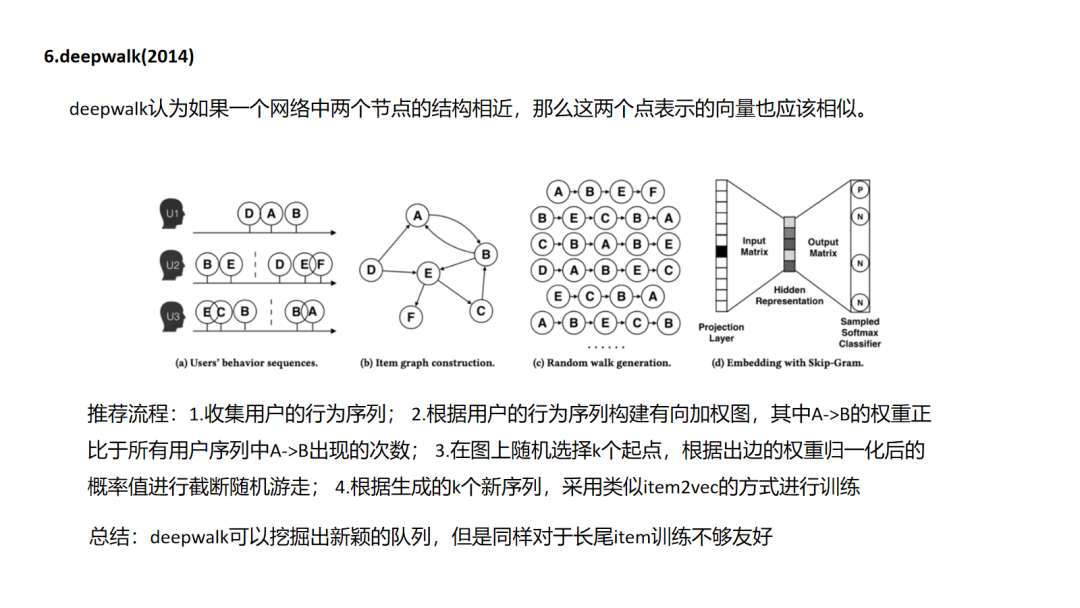 6.deepwalk(2014)
deepwalk认为如果一个网络中两个节点的结构相近，那么这两个点表示的向量也应该相似。
U1 D A B
U2 B E D E F
U3 E C B B A
(a) Users' behavior sequences.
A
B
D
E
F
C
(b) Item graph construction.
A B E F
B E C B A
C B A B E
D A B E C
E C B A
A B E C B
......
(c) Random walk generation.
Projection
Layer
Input
Matrix
Hidden
Representation
Output
Matrix
P
N
N
N
Sampled
Softmax
Classifier
(d) Embedding with Skip-Gram.
推荐流程：1.收集用户的行为序列； 2.根据用户的行为序列构建有向加权图，其中A->B的权重正
比于所有用户序列中A->B出现的次数； 3.在图上随机选择k个起点，根据出边的权重归一化后的
概率值进行截断随机游走； 4.根据生成的k个新序列，采用类似item2vec的方式进行训练
总结：deepwalk可以挖掘出新颖的队列，但是同样对于长尾item训练不够友好